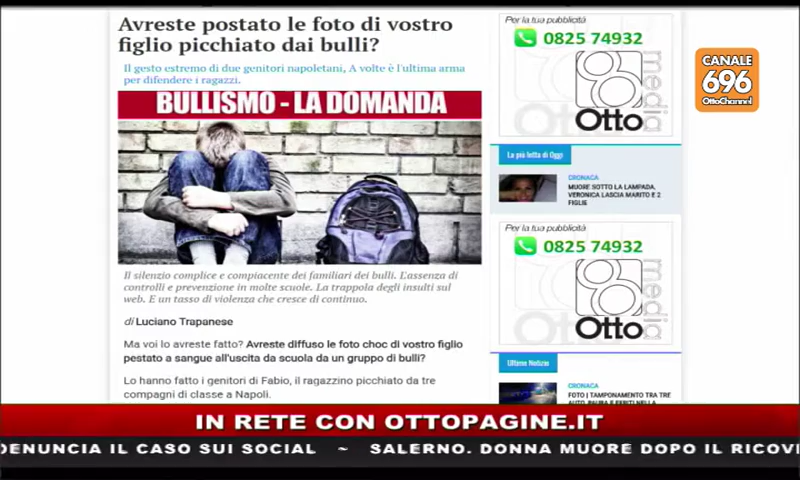 Avreste postato le foto di vostro
figlio picchiato dai bulli?
Il gesto estremo di due genitori napoletani, A volte è l'ultima arma
per difendere i ragazzi.
BULLISMO - LA DOMANDA
Il silenzio complice e compiacente dei familiari dei bulli. L'assenza di
controlli e prevenzione in molte scuole. La trappola degli insulti sul
web. E un tasso di violenza che cresce di continuo.
di Luciano Trapanese
Ma voi lo avreste fatto? Avreste diffuso le foto choc di vostro figlio
pestato a sangue all'uscita da scuola da un gruppo di bulli?
Lo hanno fatto i genitori di Fabio, il ragazzino picchiato da tre
compagni di classe a Napoli.
Per la tua pubblicità
0825 74932
Otto
media
La più letta di Oggi
CRONACA
MUORE SOTTO LA LAMPADA.
VERONICA LASCIA MARITO E 2
FIGLIE
Per la tua pubblicità
0825 74932
Otto
media
Ultime Notizie
CRONACA
FOTO | TAMPONAMENTO TRA TRE
CANALE
696
OttoChannel
IN RETE CON OTTOPAGINE.IT
DENUNCIA IL CASO SUI SOCIAL ~ SALERNO. DONNA MUORE DOPO IL RICOV